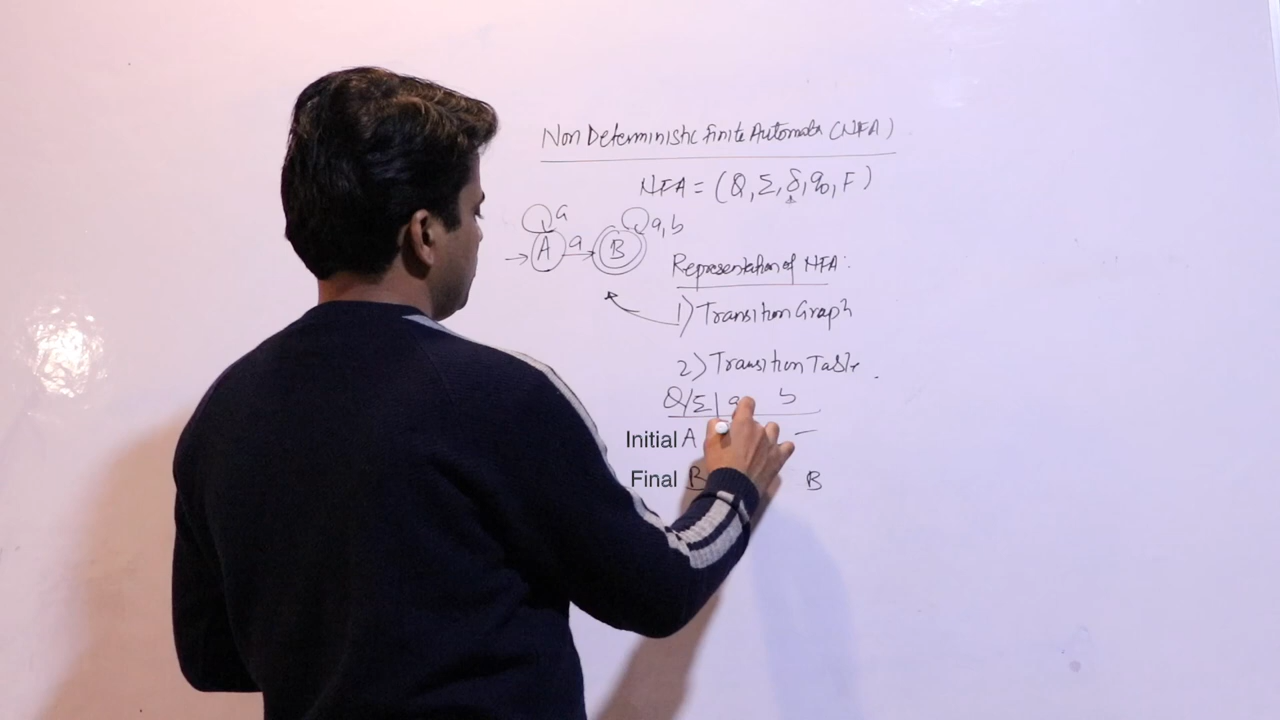 Non Deterministic Finite Automata (NFA)
NFA = (Q, Σ, δ, q0, F)
a
a, b
A a B
Representation of NFA:
1) Transition Graph
2) Transition Table
Q/Σ | a b
Initial A —
Final B B